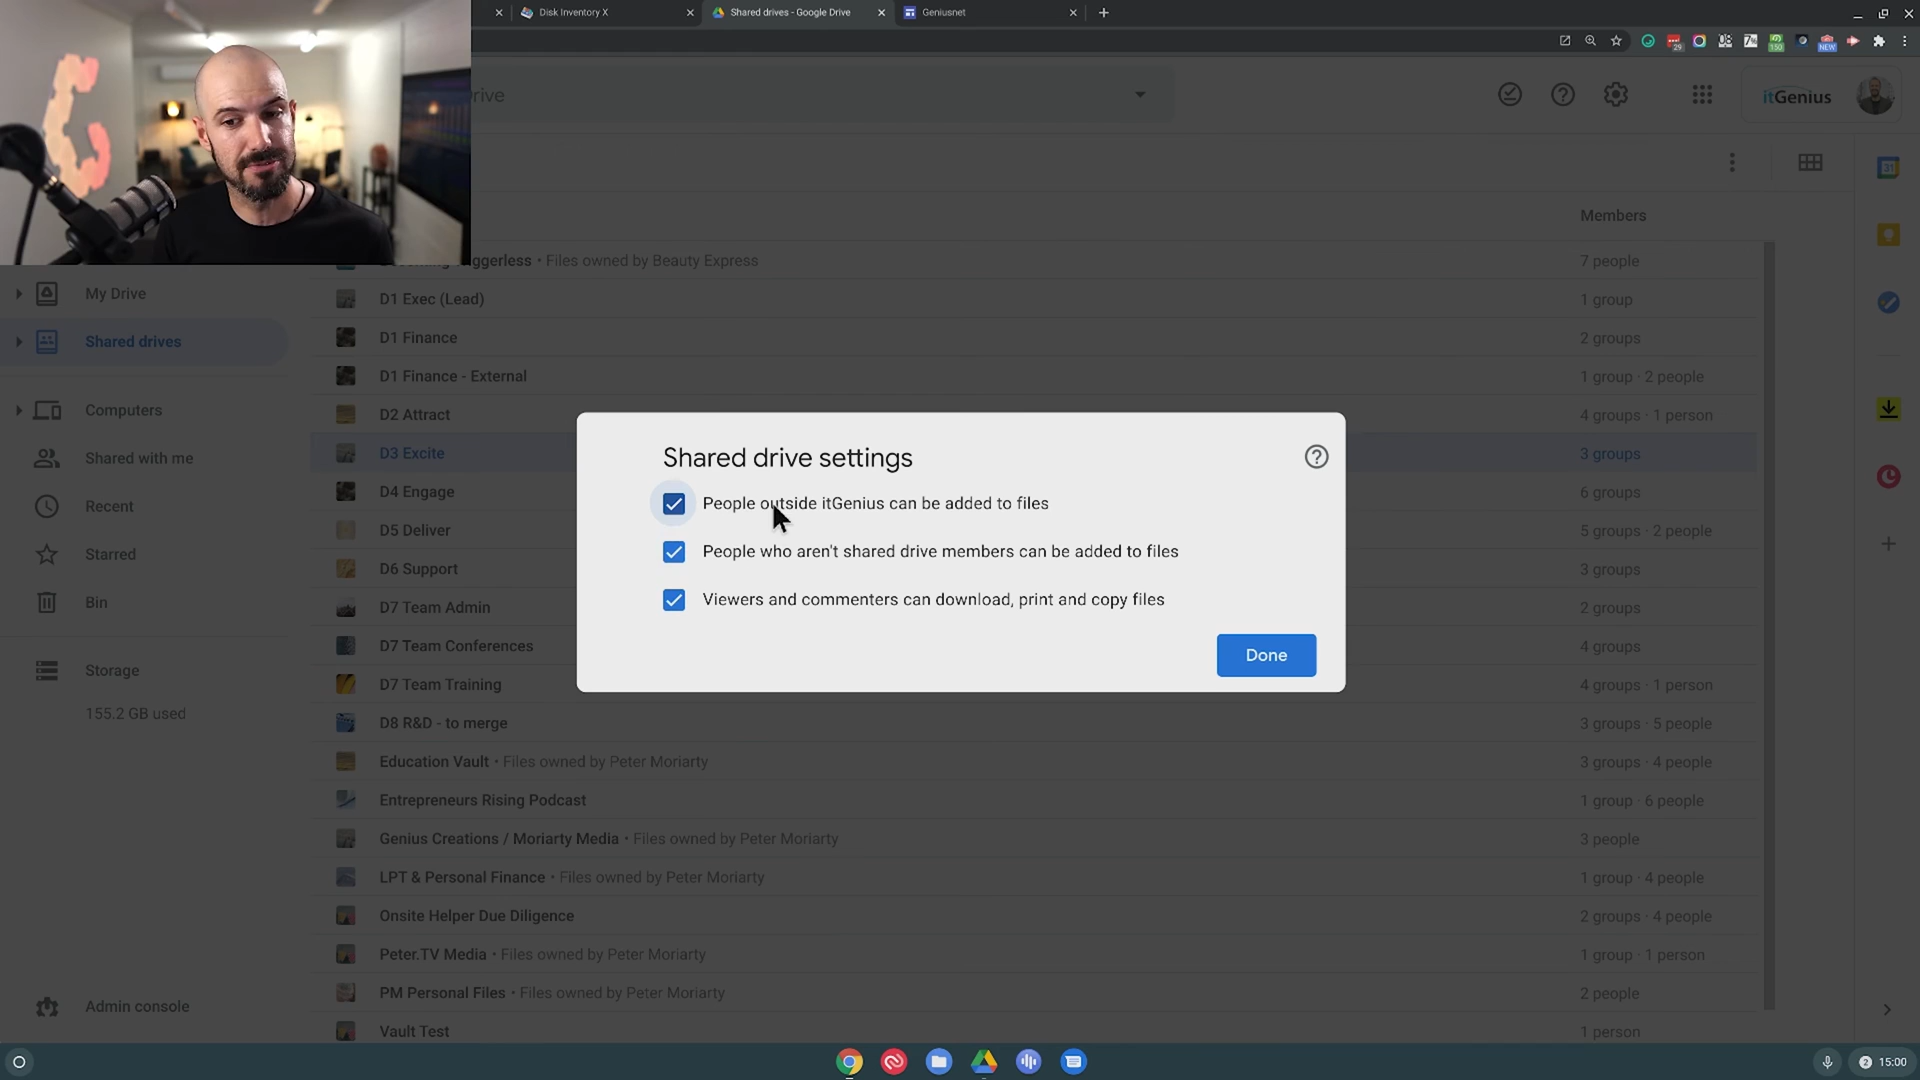 Disk Inventory X
Shared drives - Google Drive
Geniusnet
29
150
NEW
Drive
itGenius
31
Members
Files owned by Beauty Express
7 people
My Drive
D1 Exec (Lead)
1 group
Shared drives
D1 Finance
2 groups
D1 Finance - External
1 group · 2 people
Computers
D2 Attract
4 groups · 1 person
Shared with me
D3 Excite
3 groups
Shared drive settings
D4 Engage
6 groups
Recent
People outside itGenius can be added to files
D5 Deliver
5 groups · 2 people
Starred
People who aren't shared drive members can be added to files
D6 Support
3 groups
Bin
Viewers and commenters can download, print and copy files
D7 Team Admin
2 groups
D7 Team Conferences
4 groups
Done
Storage
D7 Team Training
4 groups · 1 person
155.2 GB used
D8 R&D - to merge
3 groups · 5 people
Education Vault • Files owned by Peter Moriarty
3 groups · 4 people
Entrepreneurs Rising Podcast
1 group · 6 people
Genius Creations / Moriarty Media • Files owned by Peter Moriarty
3 people
LPT & Personal Finance • Files owned by Peter Moriarty
1 group · 4 people
Onsite Helper Due Diligence
2 groups · 4 people
Peter.TV Media • Files owned by Peter Moriarty
1 group · 1 person
PM Personal Files • Files owned by Peter Moriarty
2 people
Admin console
Vault Test
1 person
2
15:00